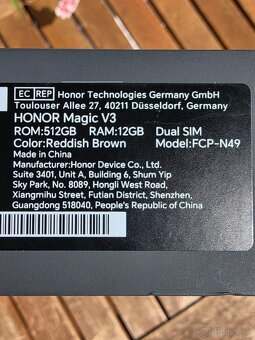 EC REP Honor Technologies Germany GmbH
Toulouser Allee 27, 40211 Düsseldorf, Germany
HONOR Magic V3
ROM:512GB RAM:12GB Dual SIM
Color:Reddish Brown Model:FCP-N49
Made in China
Manufacturer:Honor Device Co., Ltd.
Suite 3401, Unit A, Building 6, Shum Yip
Sky Park, No. 8089, Hongli West Road,
Xiangmihu Street, Futian District, Shenzhen,
Guangdong 518040, People's Republic of China